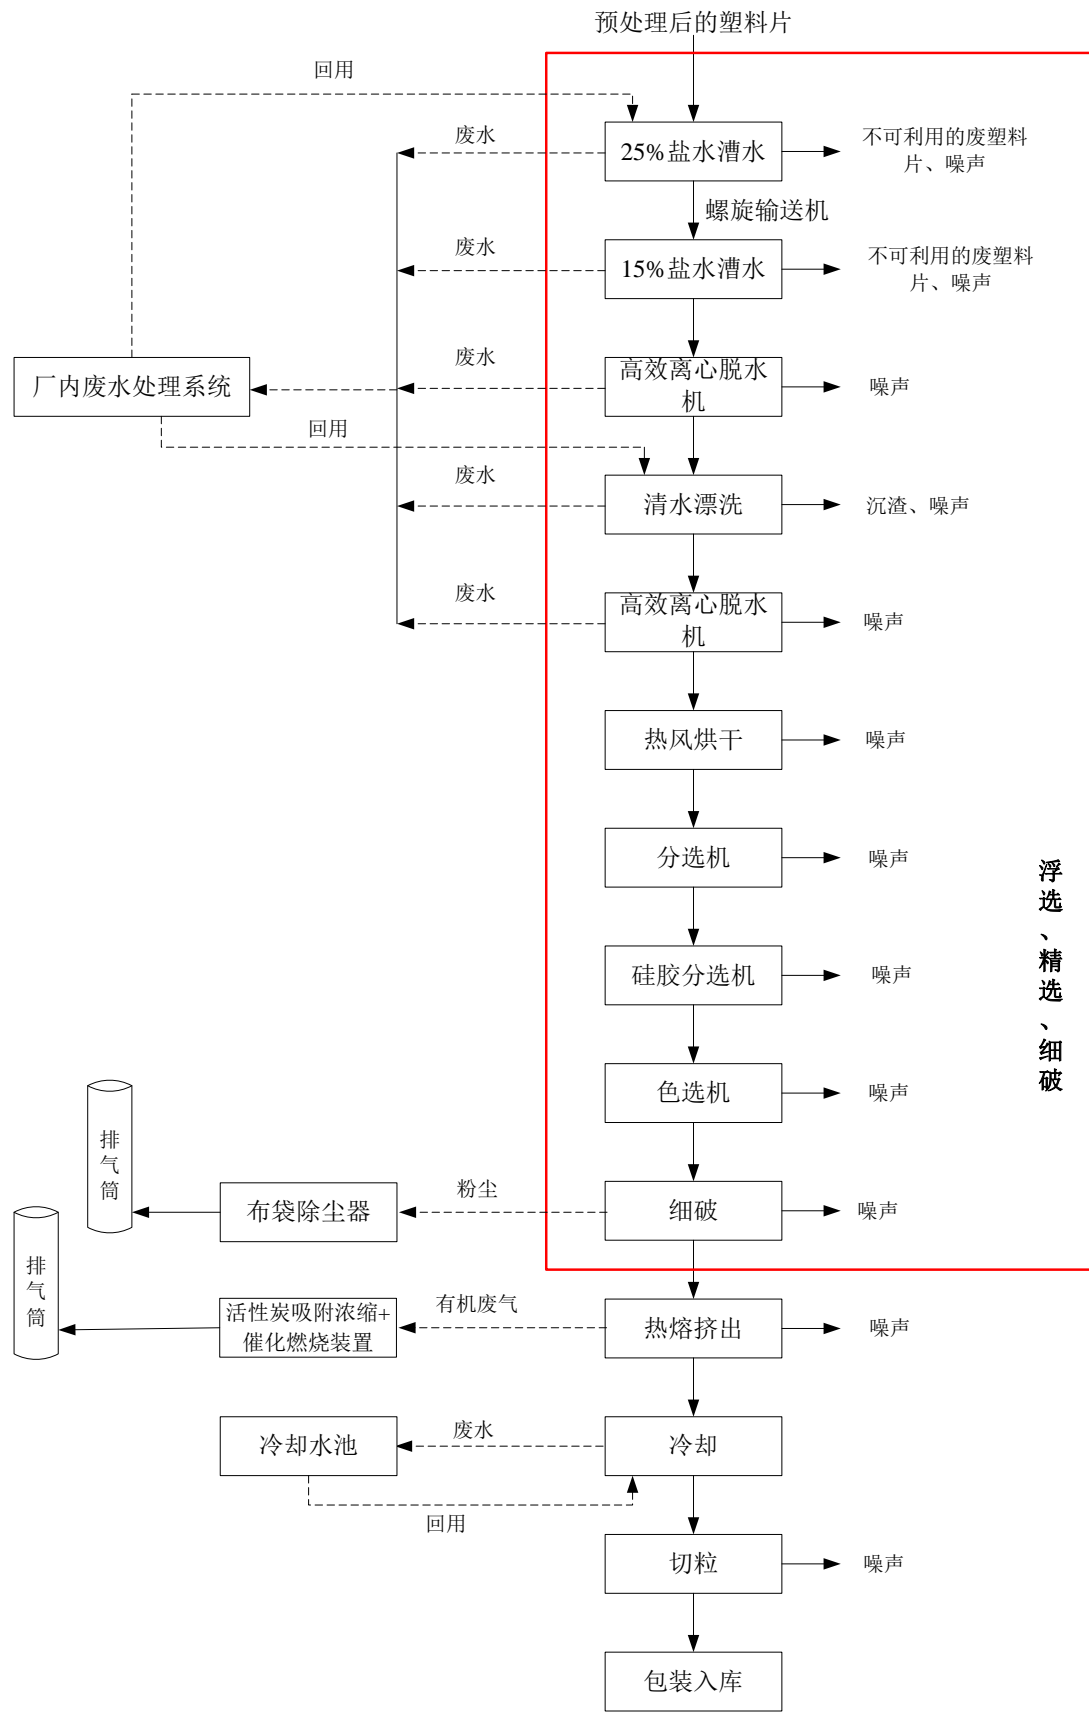 预处理后的塑料片
回用
废水
25%盐水漕水
不可利用的废塑料
片、噪声
螺旋输送机
废水
15%盐水漕水
不可利用的废塑料
片、噪声
厂内废水处理系统
废水
高效离心脱水
机
噪声
回用
废水
清水漂洗
沉渣、噪声
废水
高效离心脱水
机
噪声
热风烘干
噪声
分选机
噪声
硅胶分选机
噪声
色选机
噪声
浮
选
、
精
选
、
细
破
排
气
筒
布袋除尘器
粉尘
细破
噪声
排
气
筒
活性炭吸附浓缩+
催化燃烧装置
有机废气
热熔挤出
噪声
冷却水池
废水
冷却
回用
切粒
噪声
包装入库